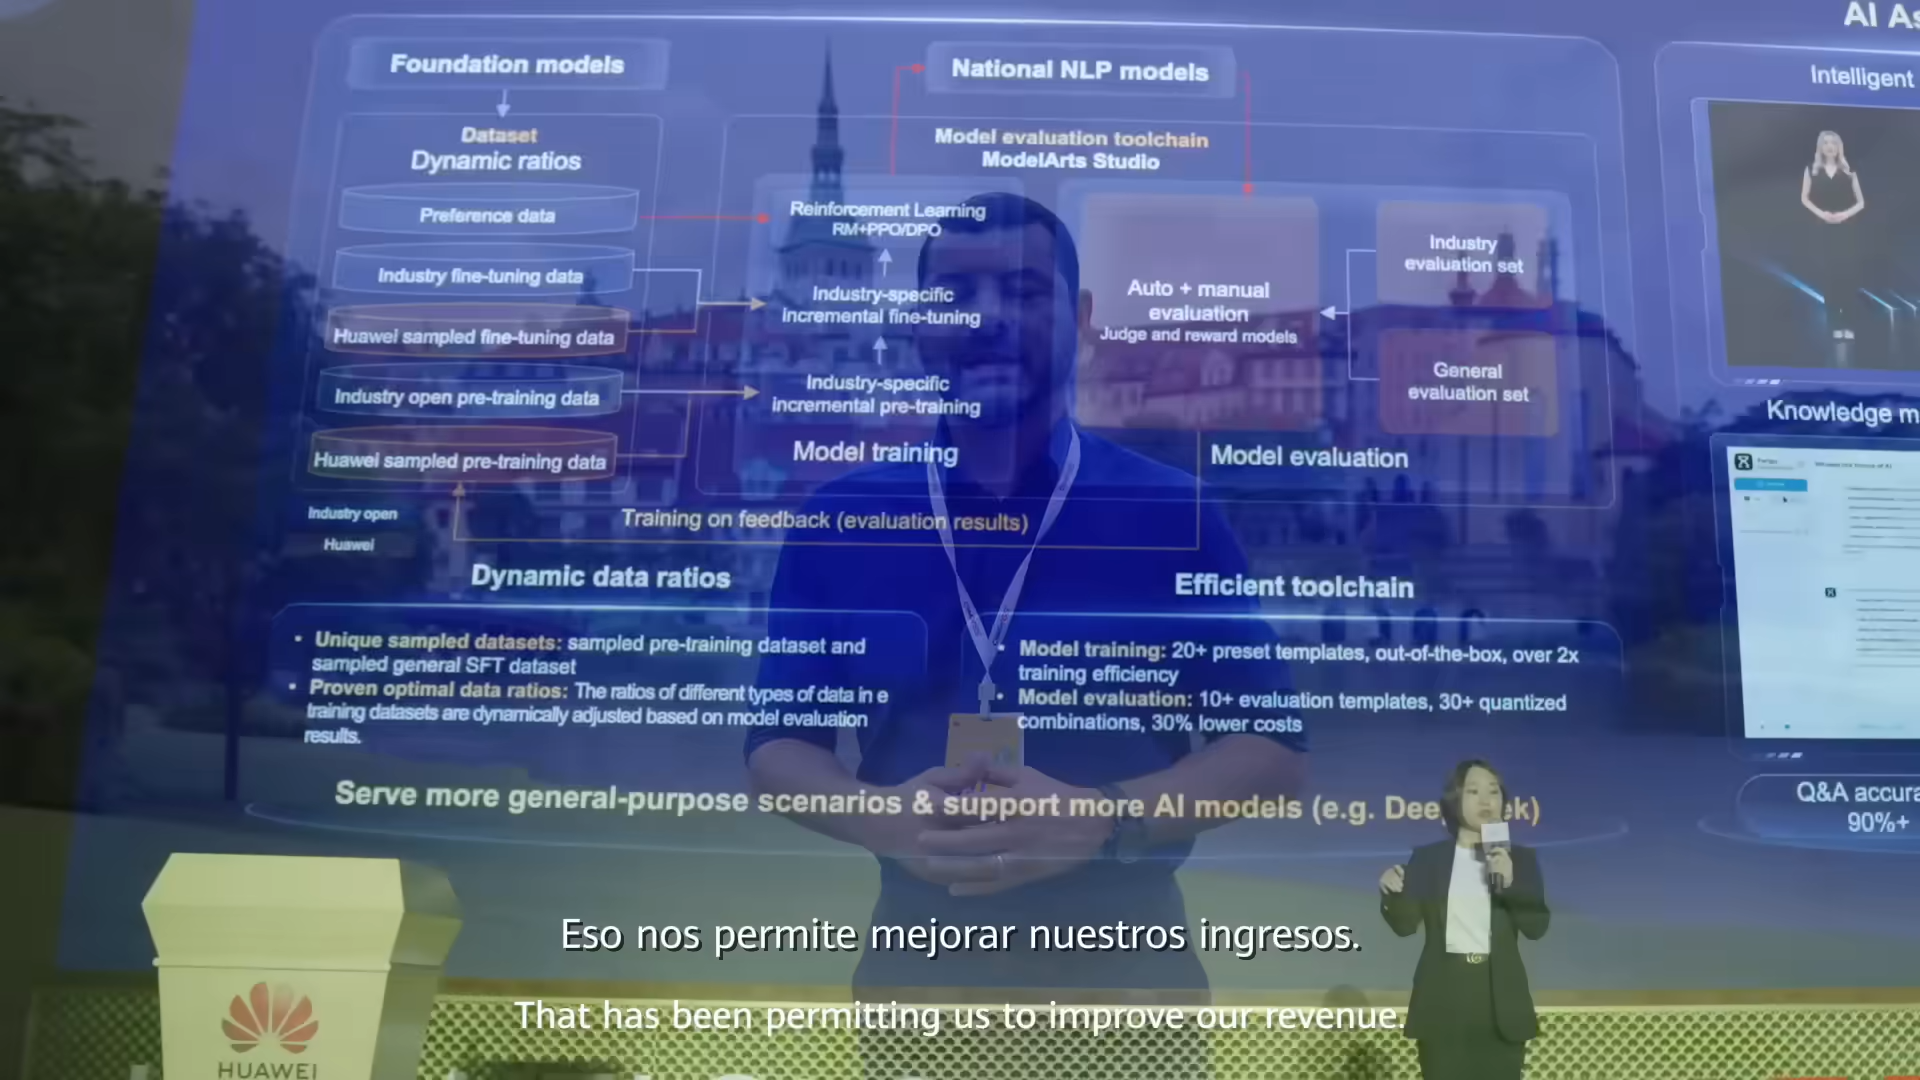 AI
Foundation models
National NLP models
Intelligent
Dataset
Dynamic ratios
Model evaluation toolchain
ModelArts Studio
Preference data
Industry fine-tuning data
Huawei sampled fine-tuning data
Industry open pre-training data
Huawei sampled pre-training data
Industry open
Huawei
Reinforcement Learning
RM+PPO/DPO
Industry-specific
incremental fine-tuning
Industry-specific
incremental pre-training
Model training
Auto + manual
evaluation
Judge and reward models
Industry
evaluation set
General
evaluation set
Model evaluation
Training on feedback (evaluation results)
Knowledge
Dynamic data ratios
• Unique sampled datasets: sampled pre-training dataset and
sampled general SFT dataset
• Proven optimal data ratios: The ratios of different types of data in e
training datasets are dynamically adjusted based on model evaluation
results.
Efficient toolchain
• Model training: 20+ preset templates, out-of-the-box, over 2x
training efficiency
• Model evaluation: 10+ evaluation templates, 30+ quantized
combinations, 30% lower costs
Serve more general-purpose scenarios & support more AI models (e.g.
Q&A
90%+
Eso nos permite mejorar nuestros ingresos.
That has been permitting us to improve our revenue.
HUAWEI